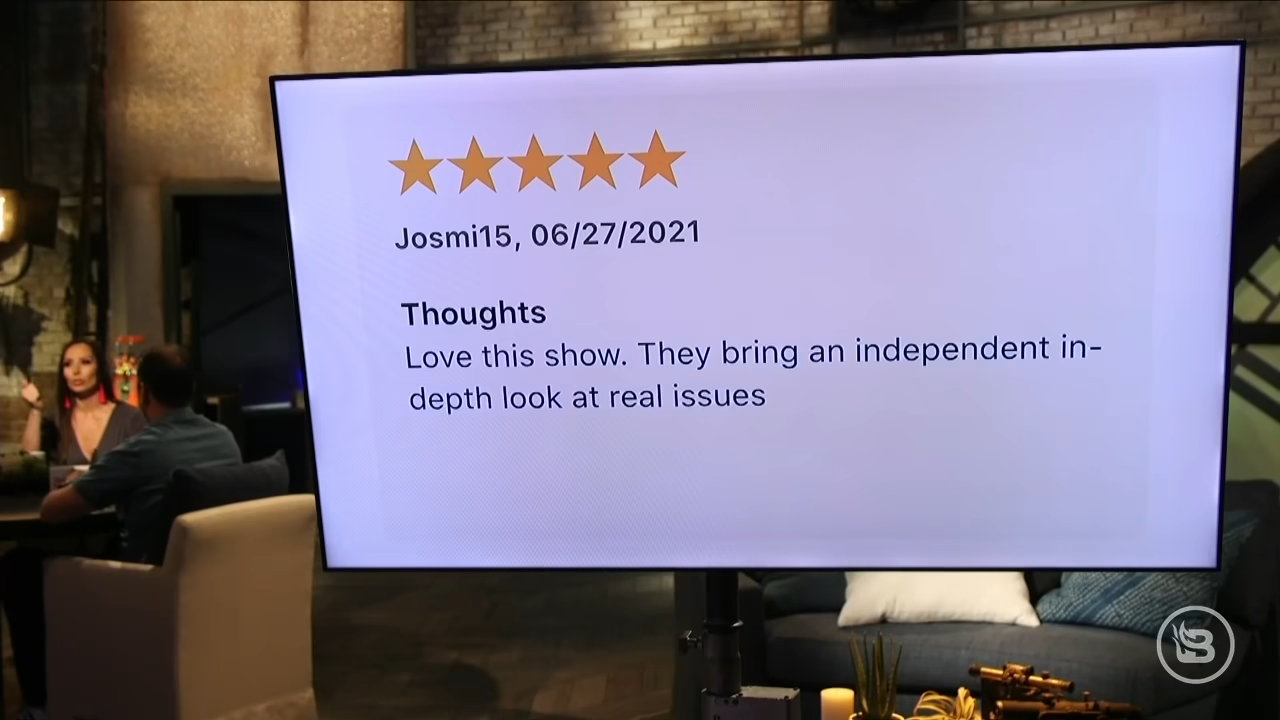 Josmi15, 06/27/2021
Thoughts
Love this show. They bring an independent in-
depth look at real issues
B